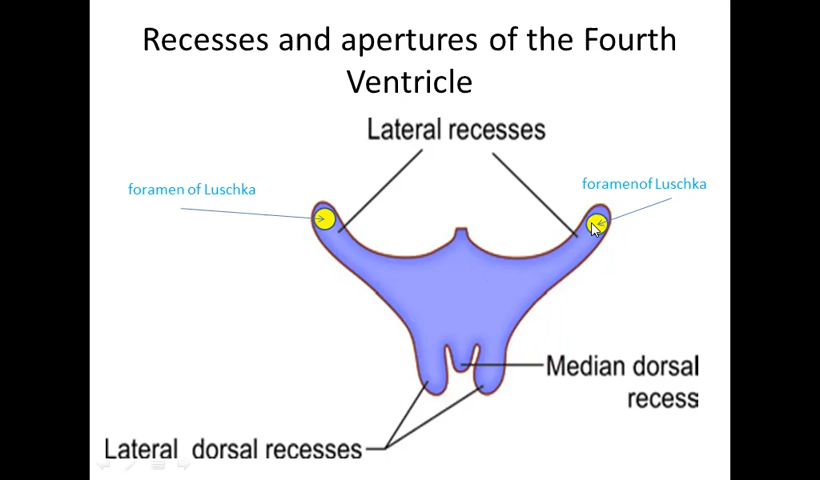 Recesses and apertures of the Fourth
Ventricle
Lateral recesses
foramen of Luschka
foramenof Luschka
Median dorsal
recess
Lateral dorsal recesses